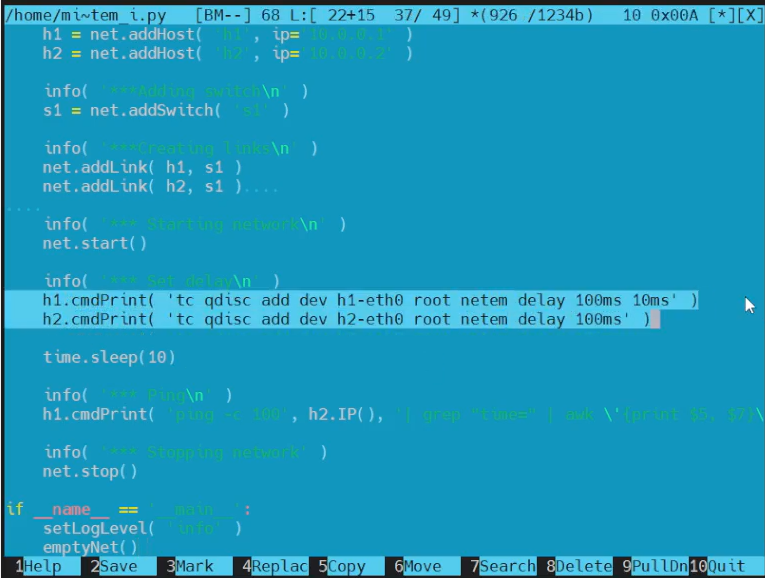 /home/mi~tem_i.py [BM--] 68 L:[ 22+15 37/ 49] *(926 /1234b) 10 0x00A [*][X]
h1 = net.addHost( 'h1', ip='10.0.0.1' )
h2 = net.addHost( 'h2', ip='10.0.0.2' )
info( '***Adding switch\n' )
s1 = net.addSwitch( 's1' )
info( '***Creating links\n' )
net.addLink( h1, s1 )
net.addLink( h2, s1 )....
....
info( '*** Starting network\n' )
net.start()
info( '*** Set delay\n' )
h1.cmdPrint( 'tc qdisc add dev h1-eth0 root netem delay 100ms 10ms' )
h2.cmdPrint( 'tc qdisc add dev h2-eth0 root netem delay 100ms' )
time.sleep(10)
info( '*** Ping\n' )
h1.cmdPrint( 'ping -c 100', h2.IP(), '| grep "time=" | awk \'{print $5, $7}\
info( '*** Stopping network' )
net.stop()
if __name__ == '__main__':
setLogLevel( 'info' )
emptyNet()
1Help 2Save 3Mark 4Replac 5Copy 6Move 7Search 8Delete 9PullDn 10Quit